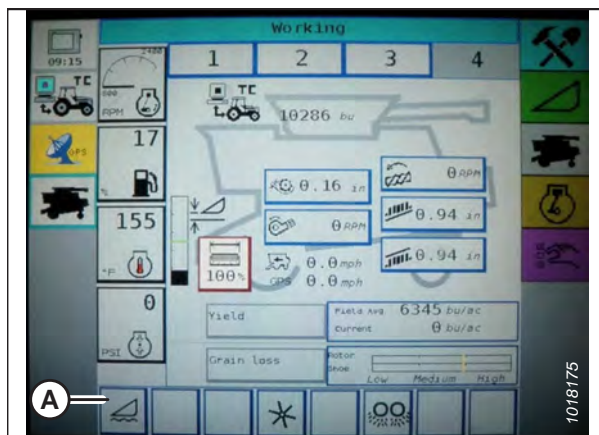 Working
09:15
2400
600
RPM
1 2 3 4
TC
TC
10286 bu
GPS
17
%
0.16 in
0 RPM
0 RPM
0.94 in
155
°F
100%
0.0 mph
GPS 0.0 mph
0.94 in
0
PSI
Yield
Field Avg 6345 bu/ac
Current 0 bu/ac
Grain loss
Rotor
Shoe
Low Medium High
A
1018175